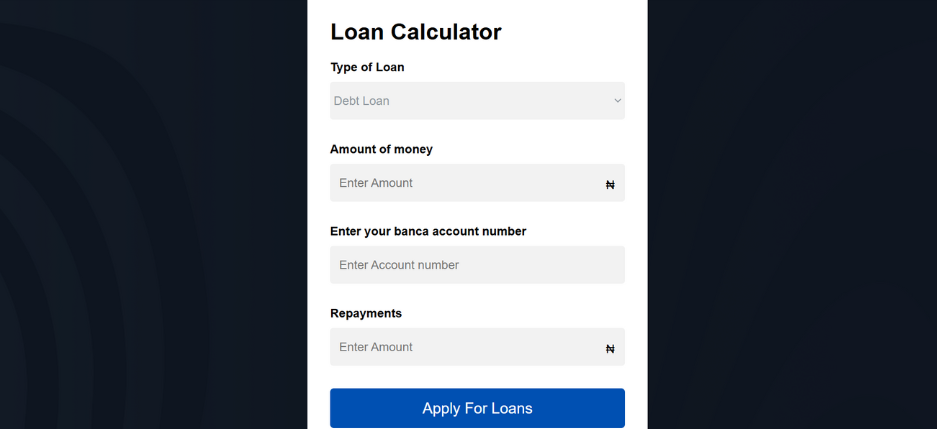 Loan Calculator
Type of Loan
Debt Loan
Amount of money
Enter Amount ₦
Enter your banca account number
Enter Account number
Repayments
Enter Amount ₦
Apply For Loans